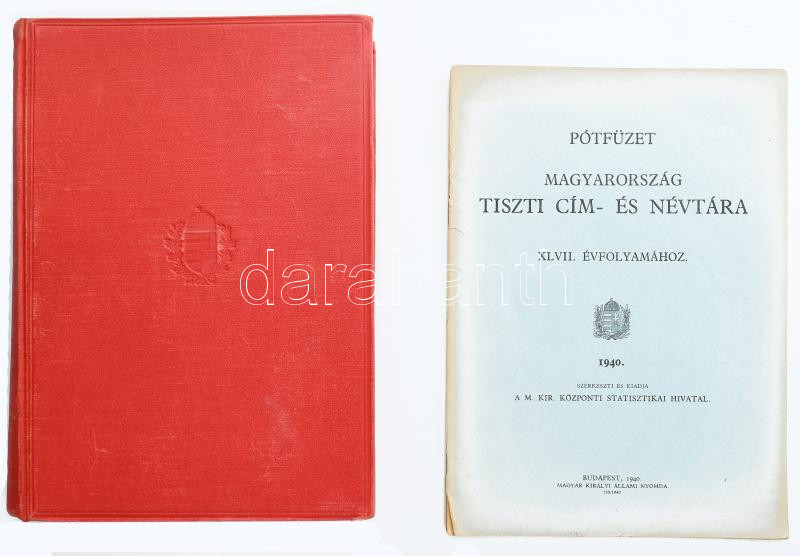 PÓTFÜZET
MAGYARORSZÁG
TISZTI CÍM- ÉS NÉVTÁRA
XLVII. ÉVFOLYAMÁHOZ.
darabanth
1940.
SZERKESZTI ÉS KIADJA
A M. KIR. KÖZPONTI STATISZTIKAI HIVATAL.
BUDAPEST, 1940.
MAGYAR KIRÁLYI ÁLLAMI NYOMDA.